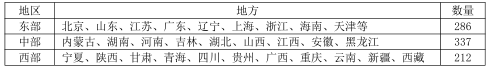 地区 地方 数量
东部 北京、山东、江苏、广东、辽宁、上海、浙江、海南、天津等 286
中部 内蒙古、湖南、河南、吉林、湖北、山西、江西、安徽、黑龙江 337
西部 宁夏、陕西、甘肃、青海、四川、贵州、广西、重庆、云南、新疆、西藏 212